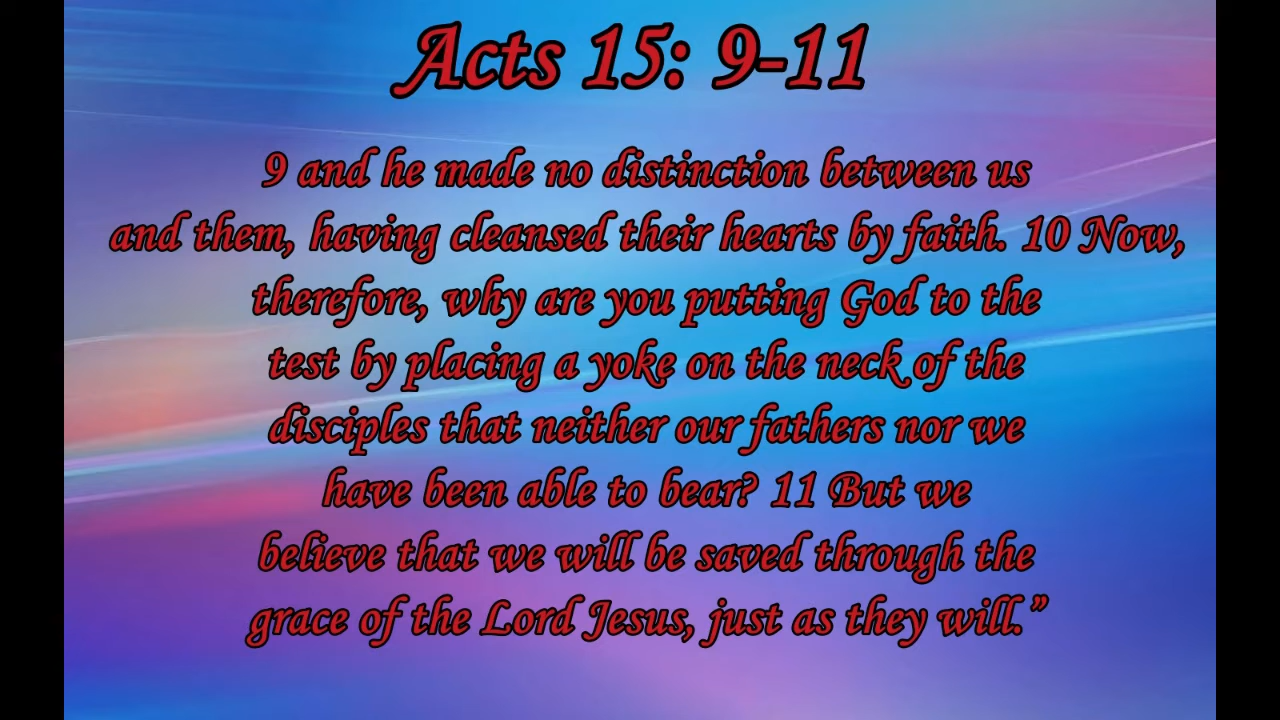 Acts 15: 9-11
9 and he made no distinction between us
and them, having cleansed their hearts by faith. 10 Now,
therefore, why are you putting God to the
test by placing a yoke on the neck of the
disciples that neither our fathers nor we
have been able to bear? 11 But we
believe that we will be saved through the
grace of the Lord Jesus, just as they will.”